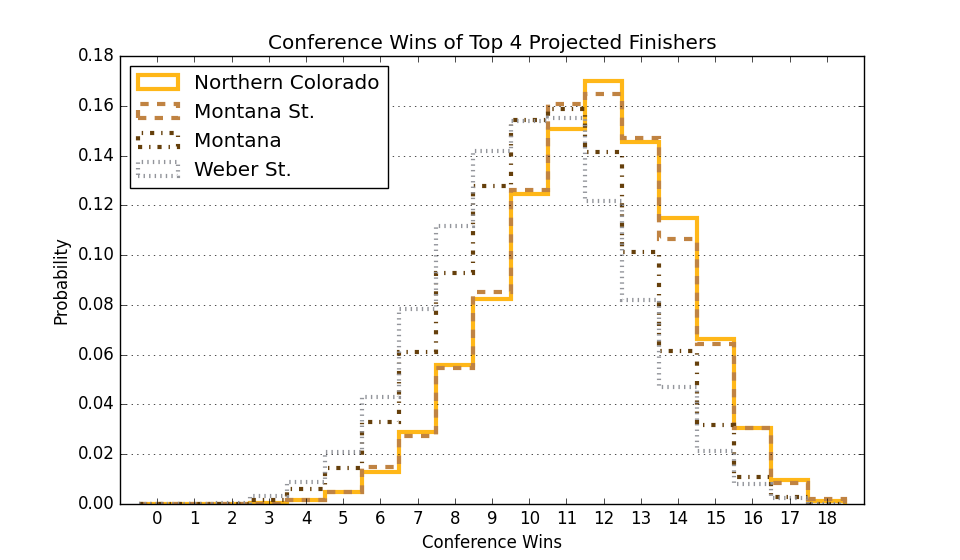 Conference Wins of Top 4 Projected Finishers
0.18
0.16
0.14
0.12
0.10
0.08
0.06
0.04
0.02
0.00
Probability
Northern Colorado
Montana St.
Montana
Weber St.
0 1 2 3 4 5 6 7 8 9 10 11 12 13 14 15 16 17 18
Conference Wins